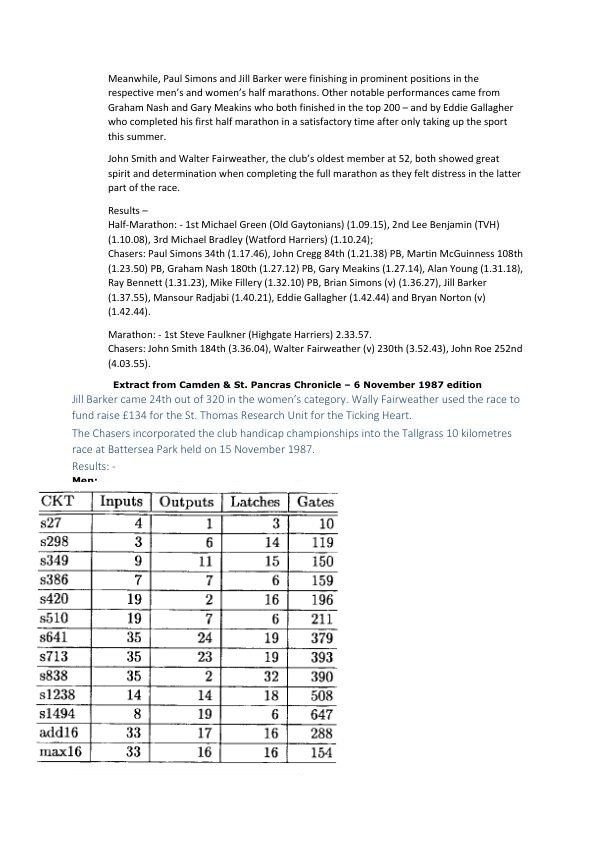 Meanwhile, Paul Simons and Jill Barker were finishing in prominent positions in the
respective men's and women's half marathons. Other notable performances came from
Graham Nash and Gary Meakins who both finished in the top 200 – and by Eddie Gallagher
who completed his first half marathon in a satisfactory time after only taking up the sport
this summer.
John Smith and Walter Fairweather, the club's oldest member at 52, both showed great
spirit and determination when completing the full marathon as they felt distress in the latter
part of the race.
Results –
Half-Marathon: - 1st Michael Green (Old Gaytonians) (1.09.15), 2nd Lee Benjamin (TVH)
(1.10.08), 3rd Michael Bradley (Watford Harriers) (1.10.24);
Chasers: Paul Simons 34th (1.17.46), John Cregg 84th (1.21.38) PB, Martin McGuinness 108th
(1.23.50) PB, Graham Nash 180th (1.27.12) PB, Gary Meakins (1.27.14), Alan Young (1.31.18),
Ray Bennett (1.31.23), Mike Fillery (1.32.10) PB, Brian Simons (v) (1.36.27), Jill Barker
(1.37.55), Mansour Radjabi (1.40.21), Eddie Gallagher (1.42.44) and Bryan Norton (v)
(1.42.44).
Marathon: - 1st Steve Faulkner (Highgate Harriers) 2.33.57.
Chasers: John Smith 184th (3.36.04), Walter Fairweather (v) 230th (3.52.43), John Roe 252nd
(4.03.55).
Extract from Camden & St. Pancras Chronicle – 6 November 1987 edition
Jill Barker came 24th out of 320 in the women's category. Wally Fairweather used the race to
fund raise £134 for the St. Thomas Research Unit for the Ticking Heart.
The Chasers incorporated the club handicap championships into the Tallgrass 10 kilometres
race at Battersea Park held on 15 November 1987.
Results: -
Men:
CKT Inputs Outputs Latches Gates
s27 4 1 3 10
s298 3 6 14 119
s349 9 11 15 150
s386 7 7 6 159
s420 19 2 16 196
s510 19 7 6 211
s641 35 24 19 379
s713 35 23 19 393
s838 35 2 32 390
s1238 14 14 18 508
s1494 8 19 6 647
add16 33 17 16 288
max16 33 16 16 154